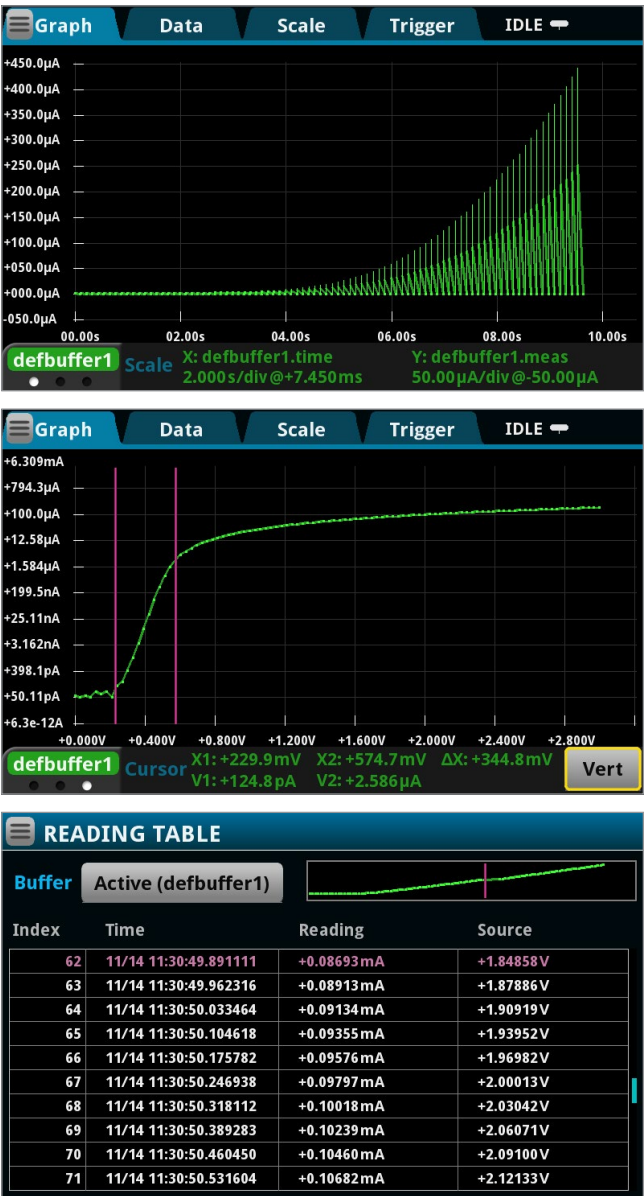 Graph Data Scale Trigger IDLE
+450.0µA
+400.0µA
+350.0µA
+300.0µA
+250.0µA
+200.0µA
+150.0µA
+100.0µA
+050.0µA
+000.0µA
-050.0µA
00.00s 02.00s 04.00s 06.00s 08.00s 10.00s
defbuffer1 Scale X: defbuffer1.time Y: defbuffer1.meas
2.000s/div@+7.450ms 50.00µA/div@-50.00µA
Graph Data Scale Trigger IDLE
+6.309mA
+794.3µA
+100.0µA
+12.58µA
+1.584µA
+199.5nA
+25.11nA
+3.162nA
+398.1pA
+50.11pA
+6.3e-12A
+0.000V +0.400V +0.800V +1.200V +1.600V +2.000V +2.400V +2.800V
defbuffer1 Cursor X1: +229.9mV X2: +574.7mV ΔX: +344.8mV Vert
V1: +124.8pA V2: +2.586µA
READING TABLE
Buffer Active (defbuffer1)
Index Time Reading Source
62 11/14 11:30:49.891111 +0.08693mA +1.84858V
63 11/14 11:30:49.962316 +0.08913mA +1.87886V
64 11/14 11:30:50.033464 +0.09134mA +1.90919V
65 11/14 11:30:50.104618 +0.09355mA +1.93952V
66 11/14 11:30:50.175782 +0.09576mA +1.96982V
67 11/14 11:30:50.246938 +0.09797mA +2.00013V
68 11/14 11:30:50.318112 +0.10018mA +2.03042V
69 11/14 11:30:50.389283 +0.10239mA +2.06071V
70 11/14 11:30:50.460450 +0.10460mA +2.09100V
71 11/14 11:30:50.531604 +0.10682mA +2.12133V